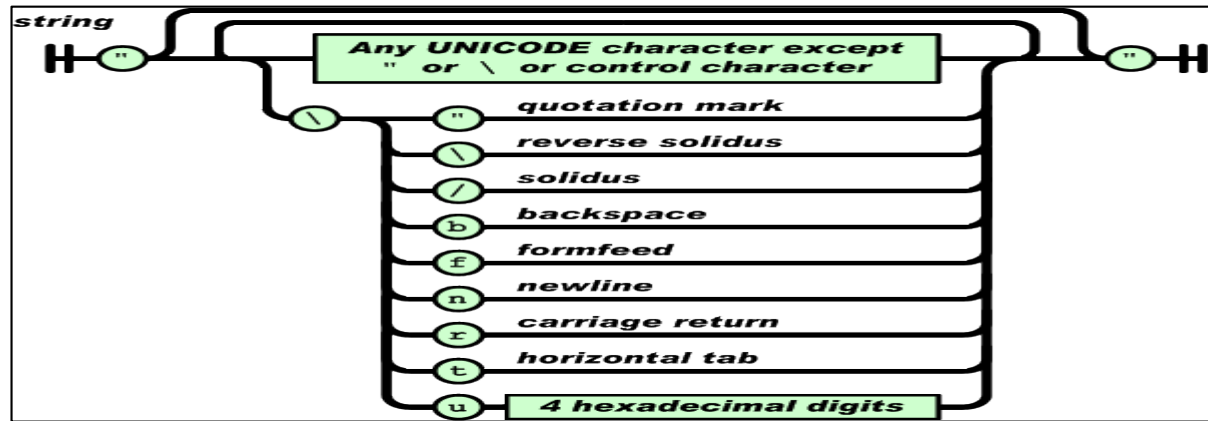 string
" Any UNICODE character except "
" or \ or control character
\ " quotation mark
\ reverse solidus
/ solidus
b backspace
f formfeed
n newline
r carriage return
t horizontal tab
u 4 hexadecimal digits